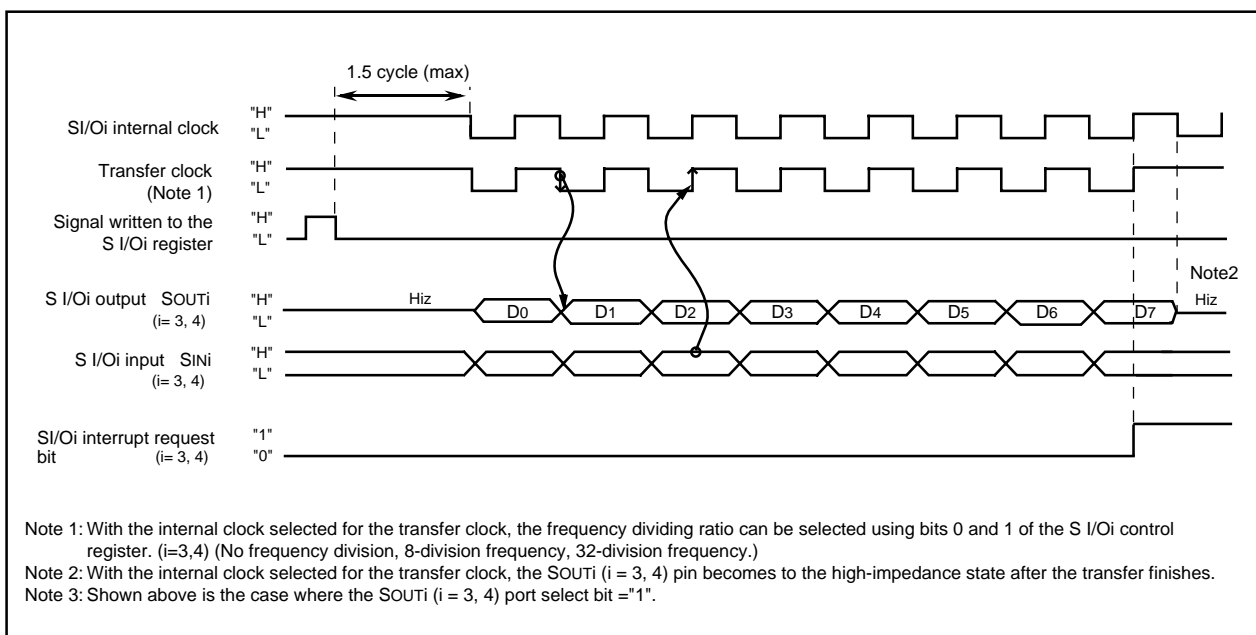 1.5 cycle (max)
SI/Oi internal clock "H" "L"
Transfer clock (Note 1) "H" "L"
Signal written to the S I/Oi register "H" "L"
S I/Oi output SOUTi (i= 3, 4) "H" "L" Hiz D0 D1 D2 D3 D4 D5 D6 D7 Note2 Hiz
S I/Oi input SINi (i= 3, 4) "H" "L"
SI/Oi interrupt request bit (i= 3, 4) "1" "0"
Note 1: With the internal clock selected for the transfer clock, the frequency dividing ratio can be selected using bits 0 and 1 of the S I/Oi control
register. (i=3,4) (No frequency division, 8-division frequency, 32-division frequency.)
Note 2: With the internal clock selected for the transfer clock, the SOUTi (i = 3, 4) pin becomes to the high-impedance state after the transfer finishes.
Note 3: Shown above is the case where the SOUTi (i = 3, 4) port select bit ="1".